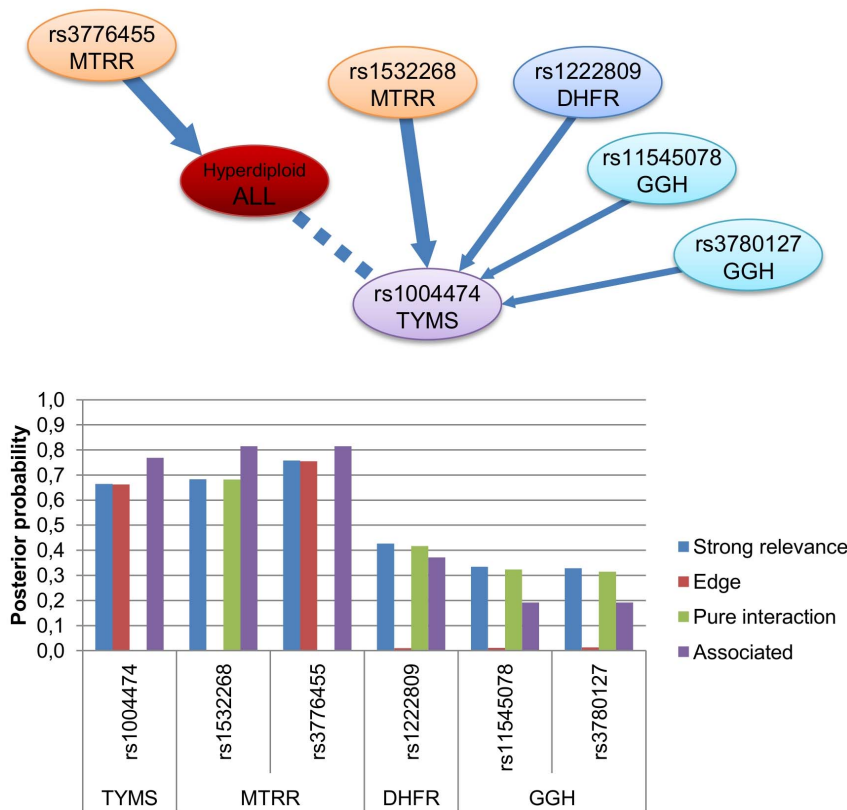 rs3776455
MTRR
rs1532268
MTRR
rs1222809
DHFR
rs11545078
GGH
Hyperdiploid
ALL
rs3780127
GGH
rs1004474
TYMS
Posterior probability
1,0
0,9
0,8
0,7
0,6
0,5
0,4
0,3
0,2
0,1
0,0
rs1004474
rs1532268
rs3776455
rs1222809
rs11545078
rs3780127
TYMS
MTRR
DHFR
GGH
Strong relevance
Edge
Pure interaction
Associated